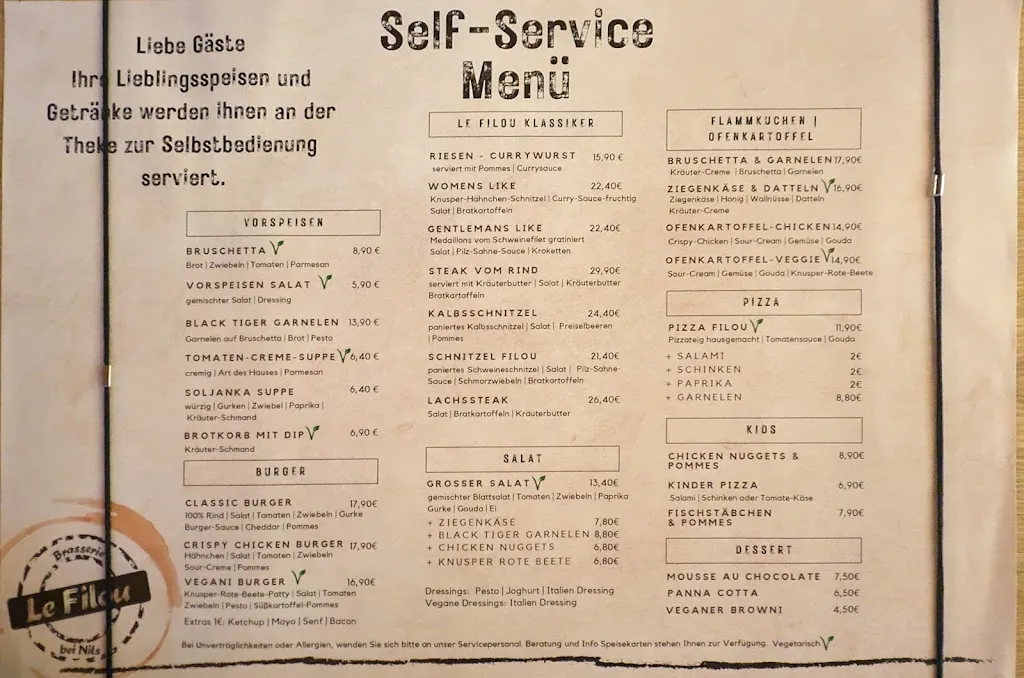 Self-Service
Menü
Liebe Gäste
Ihre Lieblingsspeisen und
Getränke werden ihnen an der
Theke zur Selbstbedienung
serviert.
VORSPEISEN
BRUSCHETTA 8,90 €
Brot | Zwiebeln | Tomaten | Parmesan
VORSPEISEN SALAT 5,90 €
gemischter Salat | Dressing
BLACK TIGER GARNELEN 13,90 €
Garnelen auf Bruschetta | Brot | Pesto
TOMATEN-CREME-SUPPE 6,40 €
cremig | Art des Hauses | Parmesan
SOLJANKA SUPPE 6,40 €
würzig | Gurken | Zwiebel | Paprika |
Kräuter-Schmand
BROTKORB MIT DIP 6,90 €
Kräuter-Schmand
BURGER
CLASSIC BURGER 17,90€
100% Rind | Salat | Tomaten | Zwiebeln | Gurke
Burger-Sauce | Cheddar | Pommes
CRISPY CHICKEN BURGER 17,90€
Hähnchen | Salat | Tomaten | Zwiebeln
Sour-Creme | Pommes
VEGANI BURGER 16,90€
Knusper-Rote-Beete-Patty | Salat | Tomaten
Zwiebeln | Pesto | Süßkartoffel-Pommes
Extras 1€: Ketchup | Mayo | Senf | Bacon
LE FILOU KLASSIKER
RIESEN - CURRYWURST 15,90 €
serviert mit Pommes | Currysauce
WOMENS LIKE 22,40€
Knusper-Hähnchen-Schnitzel | Curry-Sauce-fruchtig
Salat | Bratkartoffeln
GENTLEMANS LIKE 22,40€
Medaillons vom Schweinefilet gratiniert
Salat | Pilz-Sahne-Sauce | Kroketten
STEAK VOM RIND 29,90€
serviert mit Kräuterbutter | Salat | Kräuterbutter
Bratkartoffeln
KALBSSCHNITZEL 24,40€
paniertes Kalbsschnitzel | Salat | Preiselbeeren
| Pommes
SCHNITZEL FILOU 21,40€
paniertes Schweineschnitzel | Salat | Pilz-Sahne-
Sauce | Schmorzwiebeln | Bratkartoffeln
LACHSSTEAK 26,40€
Salat | Bratkartoffeln | Kräuterbutter
SALAT
GROSSER SALAT 13,40€
gemischter Blattsalat | Tomaten | Zwiebeln | Paprika
Gurke | Gouda | Ei
+ ZIEGENKÄSE 7,80€
+ BLACK TIGER GARNELEN 8,80€
+ CHICKEN NUGGETS 6,80€
+ KNUSPER ROTE BEETE 6,80€
Dressings: Pesto | Joghurt | Italien Dressing
Vegane Dressings: Italien Dressing
FLAMMKUCHEN |
OFENKARTOFFEL
BRUSCHETTA & GARNELEN 17,90€
Kräuter-Creme | Bruschetta | Garnelen
ZIEGENKÄSE & DATTELN 16,90€
Ziegenkäse | Honig | Wallnüsse | Datteln
Kräuter-Creme
OFENKARTOFFEL-CHICKEN 14,90€
Crispy-Chicken | Sour-Cream | Gemüse | Gouda
OFENKARTOFFEL-VEGGIE 14,90€
Sour-Cream | Gemüse | Gouda | Knusper-Rote-Beete
PIZZA
PIZZA FILOU 11,90€
Pizzateig hausgemacht | Tomatensauce | Gouda
+ SALAMI 2€
+ SCHINKEN 2€
+ PAPRIKA 2€
+ GARNELEN 8,80€
KIDS
CHICKEN NUGGETS & 8,90€
POMMES
KINDER PIZZA 6,90€
Salami | Schinken oder Tomate-Käse
FISCHSTÄBCHEN 7,90€
& POMMES
DESSERT
MOUSSE AU CHOCOLATE 7,50€
PANNA COTTA 6,50€
VEGANER BROWNI 4,50€
Brasserie
Le Filou
bei Nils
Bei Unverträglichkeiten oder Allergien, wenden Sie sich bitte an unser Servicepersonal. Beratung und Info Speisekarten stehen Ihnen zur Verfügung. Vegetarisch